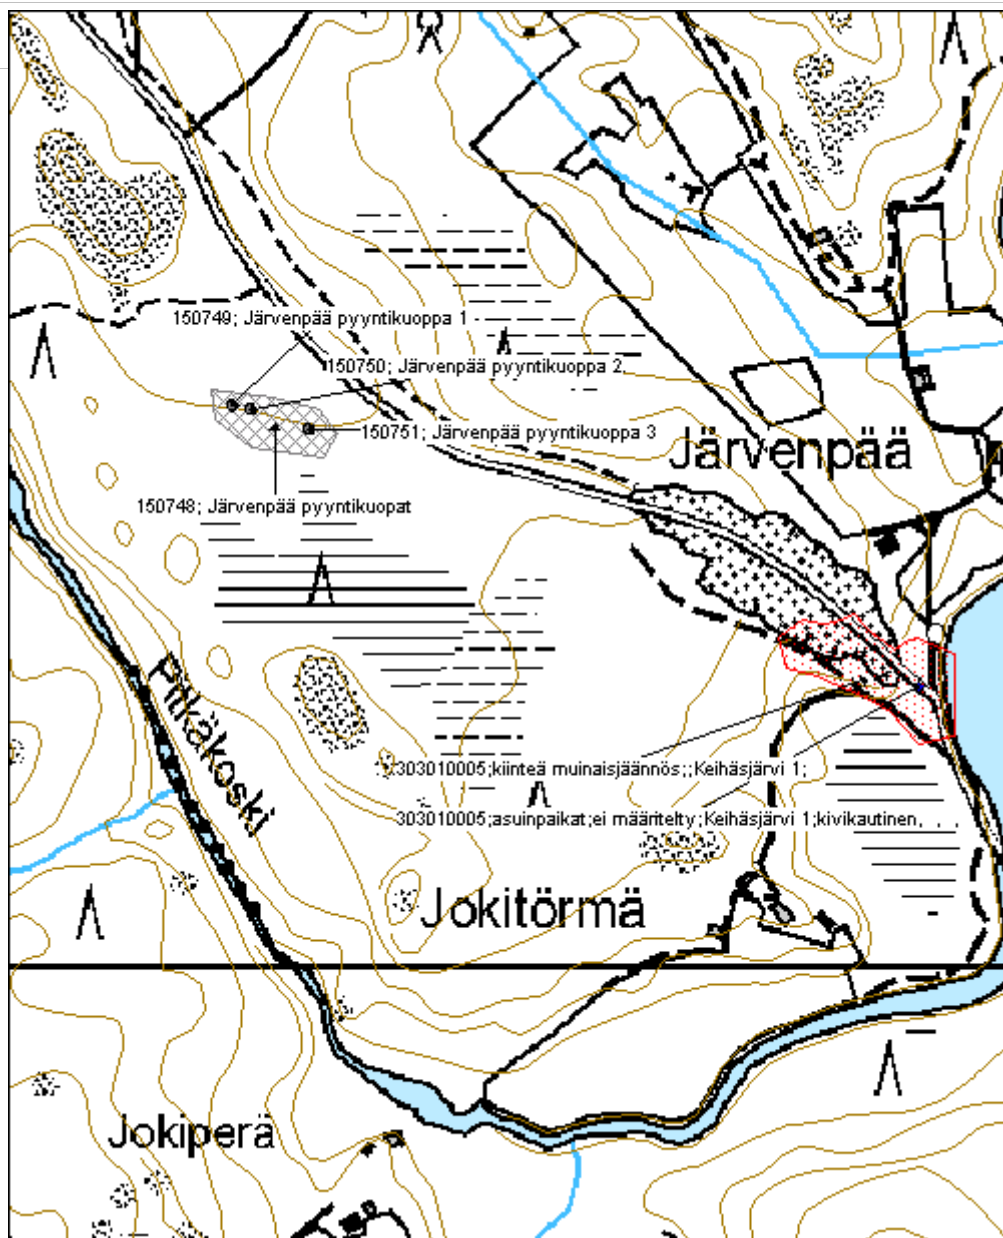 150749; Järvenpää pyyntikuoppa 1
150750; Järvenpää pyyntikuoppa 2
150751; Järvenpää pyyntikuoppa 3
Järvenpää
150748; Järvenpää pyyntikuopat
Pitkäkoski
303010005;kiinteä muinaisjäännös;;Keihäsjärvi 1;
303010005;asuinpaikat;ei määritelty;Keihäsjärvi 1;kivikautinen, , , ,
Jokitörmä
Jokiperä